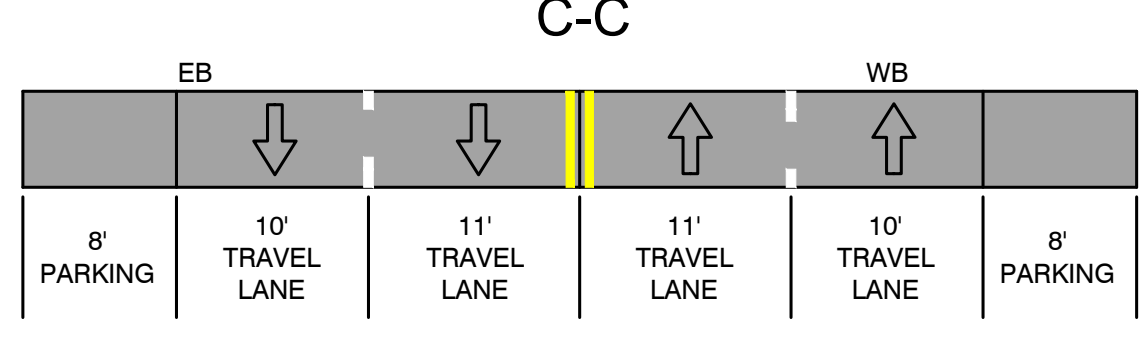 C-C
EB
WB
8'
PARKING
10'
TRAVEL
LANE
11'
TRAVEL
LANE
11'
TRAVEL
LANE
10'
TRAVEL
LANE
8'
PARKING